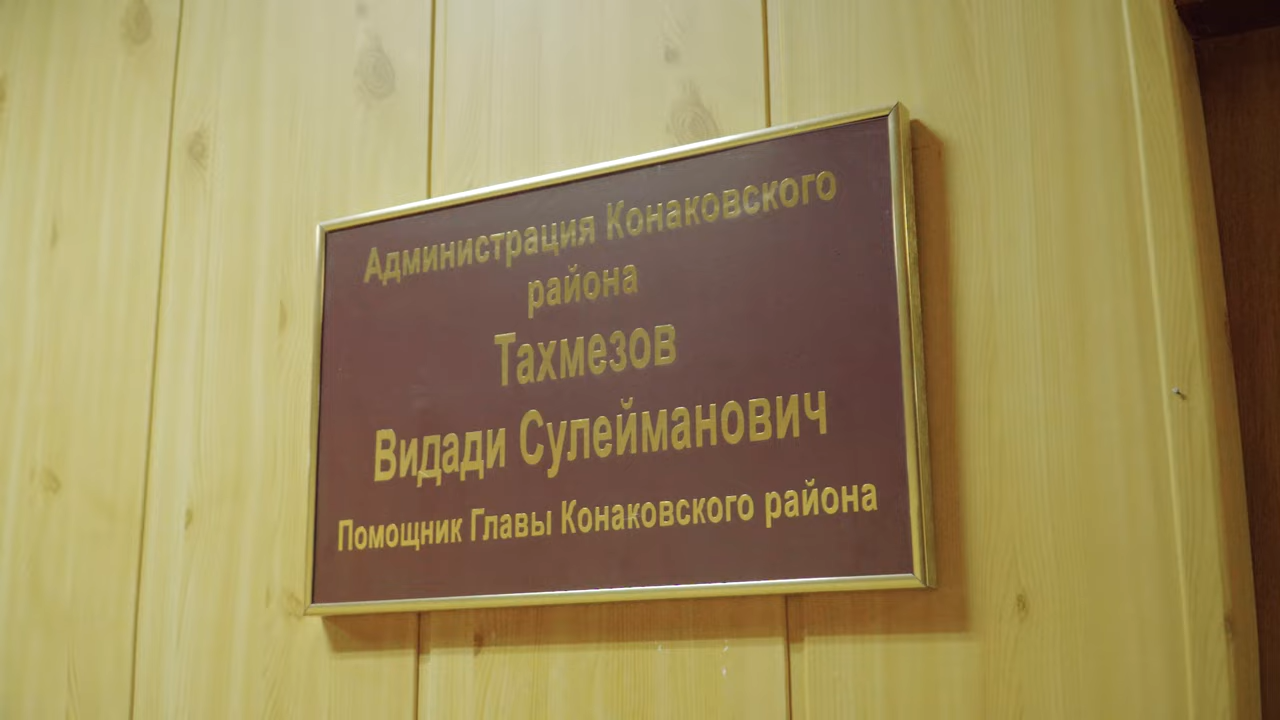 Администрация Конаковского
района
Тахмезов
Видади Сулейманович
Помощник Главы Конаковского района